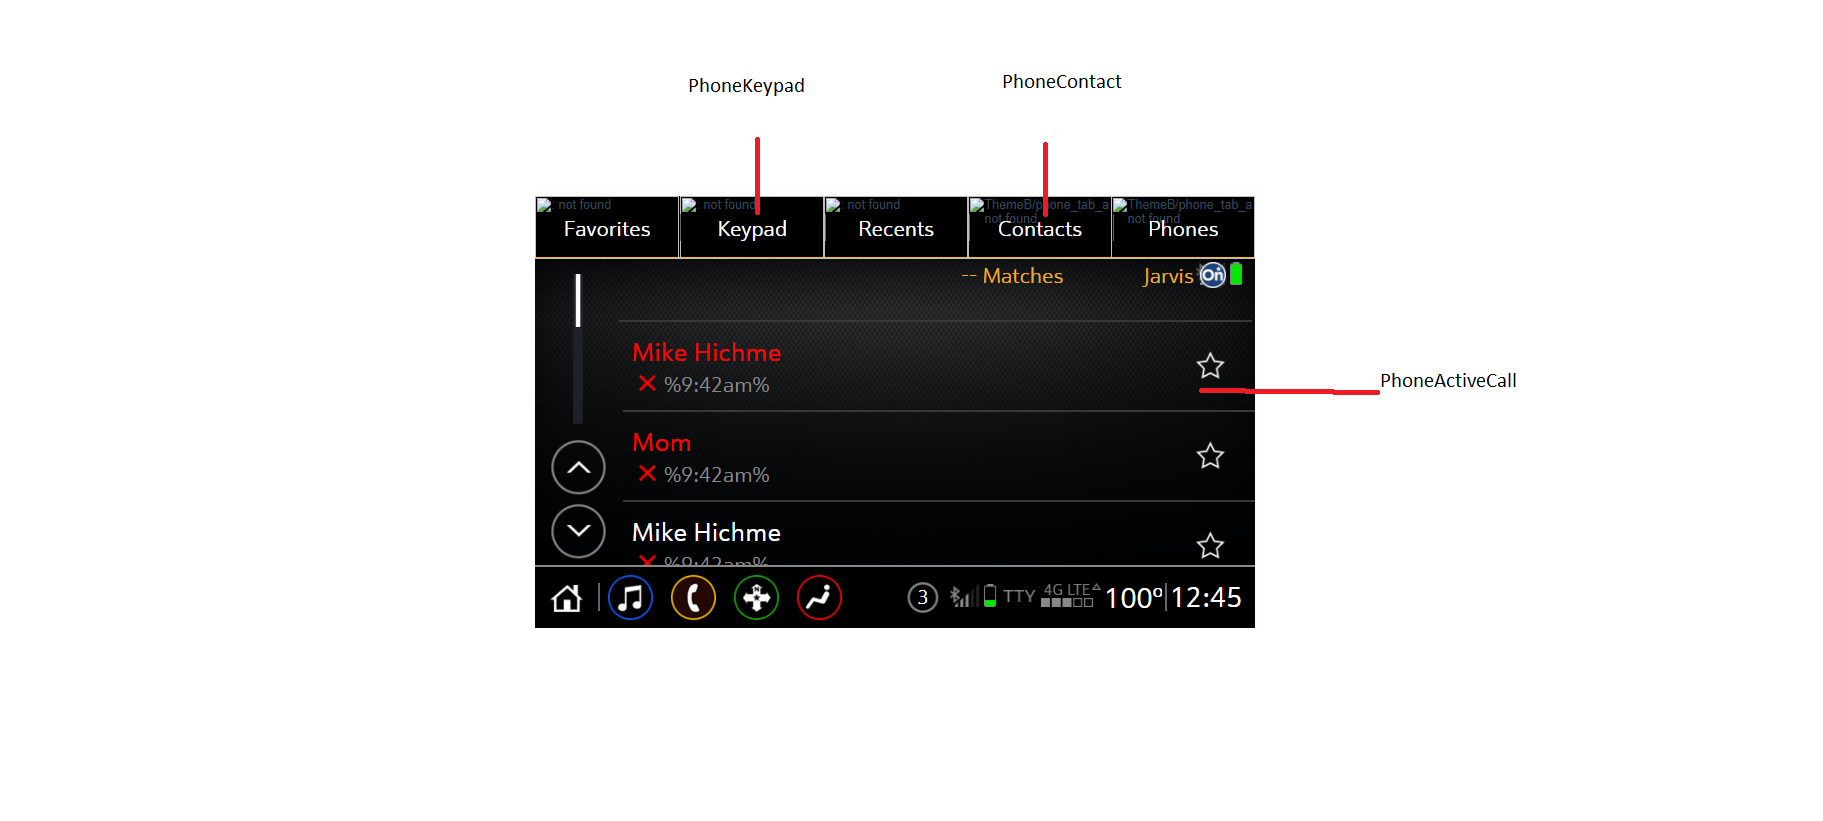 PhoneKeypad
PhoneContact
not found
not found
not found
ThemeB/phone_tab_a
not found
ThemeB/phone_tab_a
not found
Favorites
Keypad
Recents
Contacts
Phones
-- Matches
Jarvis On
Mike Hichme
%9:42am%
PhoneActiveCall
Mom
%9:42am%
Mike Hichme
%9:42am%
3
TTY
4G LTE
100º
12:45